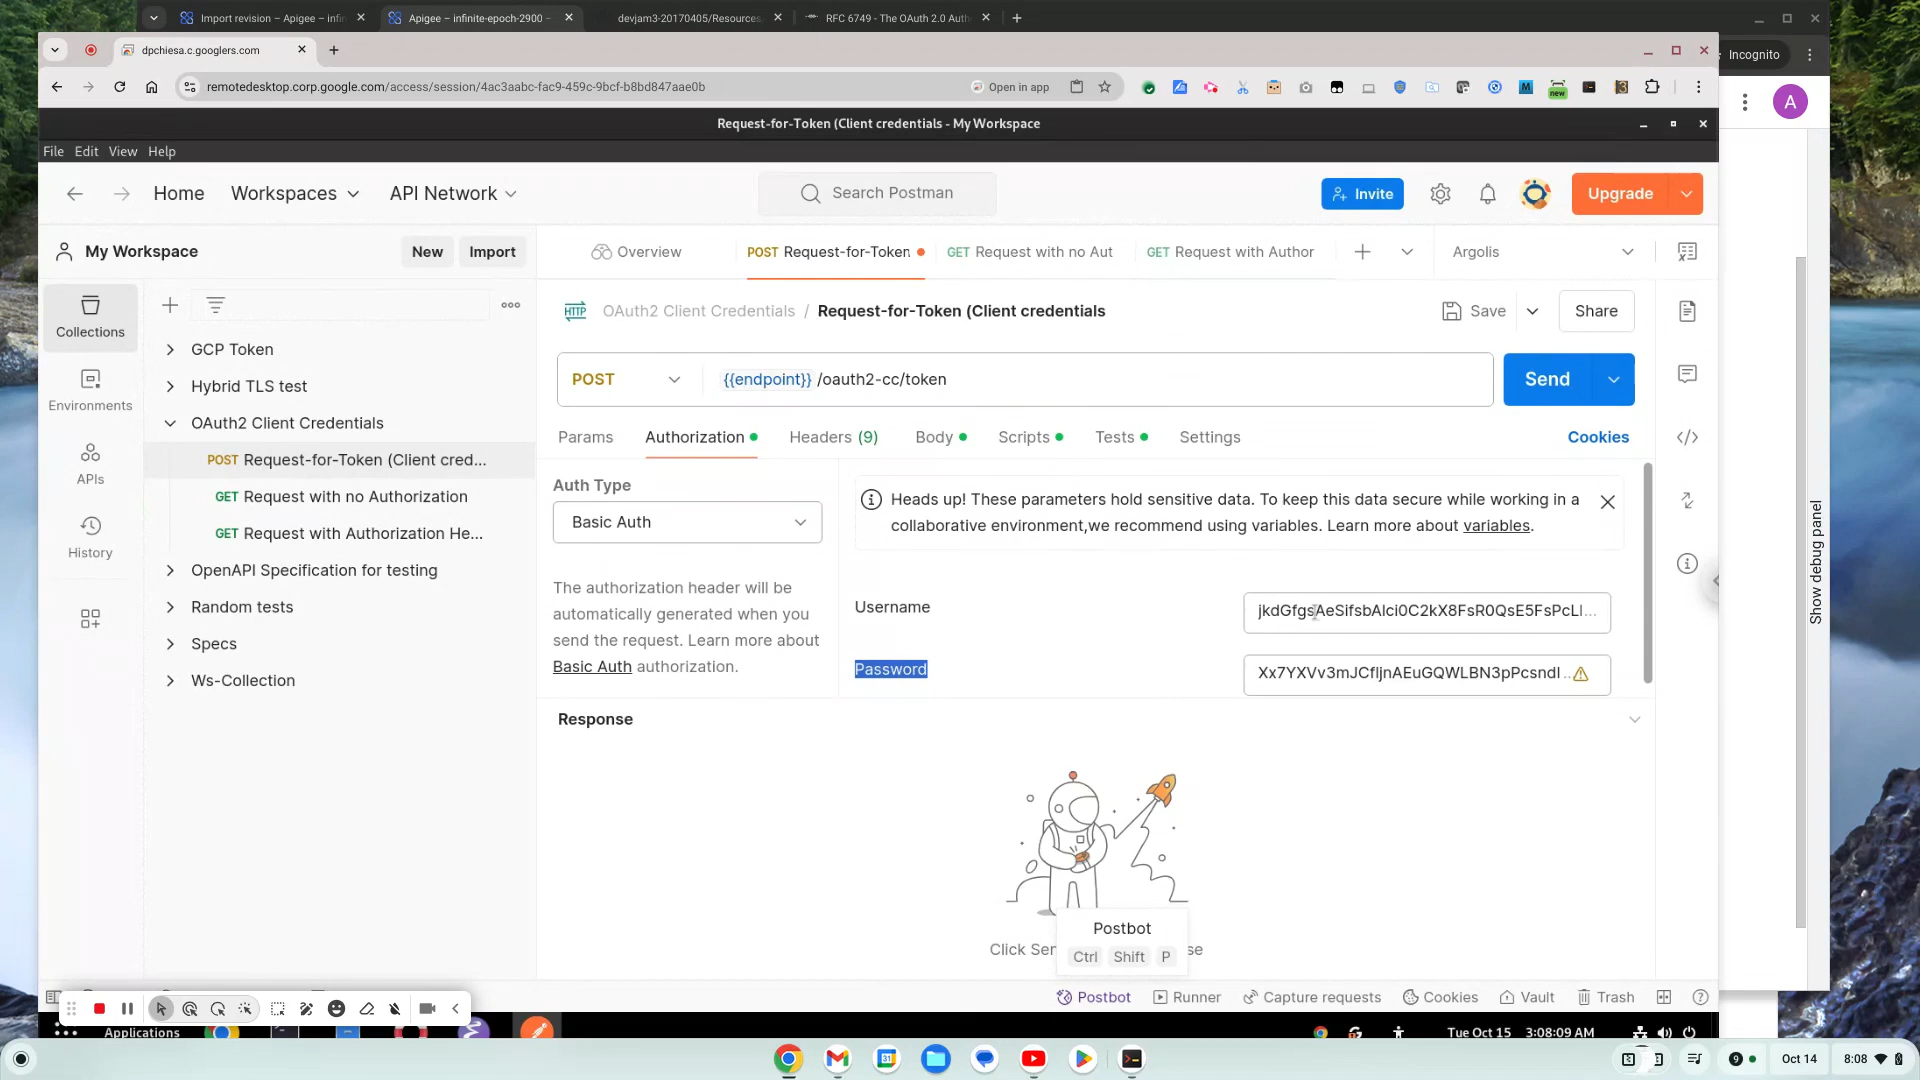 Import revision – Apigee – infin
Apigee – infinite-epoch-2900 –
devjam3-20170405/Resources
RFC 6749 - The OAuth 2.0 Auth
Incognito
dpchiesa.c.googlers.com
remotedesktop.corp.google.com/access/session/4ac3aabc-fac9-459c-9bcf-b8bd847aae0b
Open in app
new
A
Request-for-Token (Client credentials - My Workspace
File Edit View Help
Home Workspaces API Network
Search Postman
Invite
Upgrade
My Workspace
New Import
Overview
POST Request-for-Token
GET Request with no Aut
GET Request with Author
Argolis
Collections
Environments
APIs
History
GCP Token
Hybrid TLS test
OAuth2 Client Credentials
POST Request-for-Token (Client cred...
GET Request with no Authorization
GET Request with Authorization He...
OpenAPI Specification for testing
Random tests
Specs
Ws-Collection
HTTP OAuth2 Client Credentials / Request-for-Token (Client credentials
Save Share
POST {{endpoint}} /oauth2-cc/token
Send
Params Authorization Headers (9) Body Scripts Tests Settings
Cookies
Auth Type
Basic Auth
The authorization header will be
automatically generated when you
send the request. Learn more about
Basic Auth authorization.
Heads up! These parameters hold sensitive data. To keep this data secure while working in a
collaborative environment,we recommend using variables. Learn more about variables.
Username
Password
Response
Show debug panel
Click Sen
se
Postbot
Ctrl Shift P
Postbot Runner Capture requests Cookies Vault Trash
Applications
Tue Oct 15 3:08:09 AM
9 Oct 14 8:08